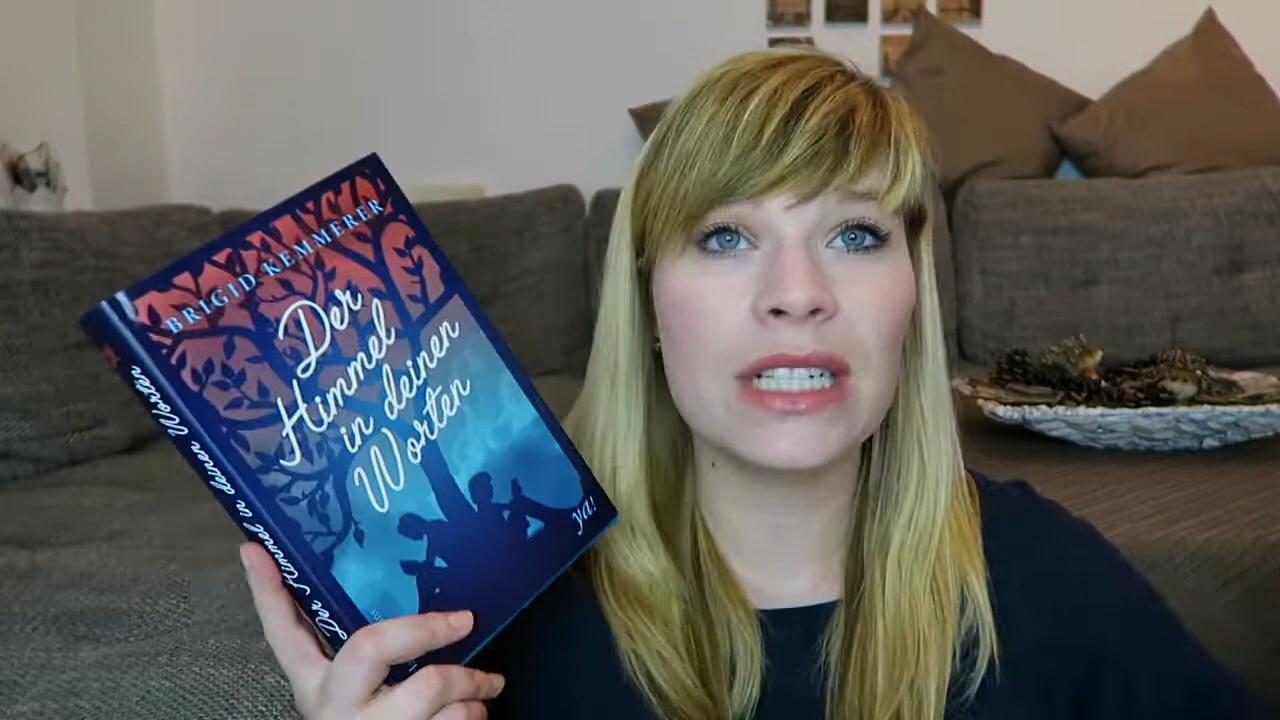 BRIGID KEMMERER
Der
Himmel
in deinen
Worten
ya!
Der Himmel in deinen Worten